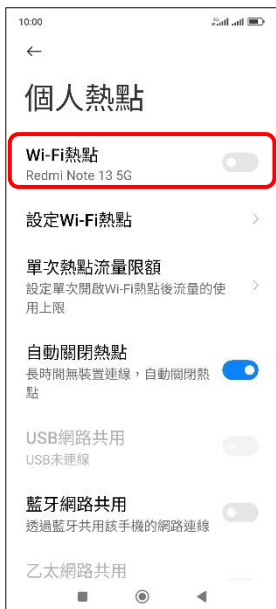 10:00
個人熱點
Wi-Fi熱點
Redmi Note 13 5G
設定Wi-Fi熱點
單次熱點流量限額
設定單次開啟Wi-Fi熱點後流量的使
用上限
自動關閉熱點
長時間無裝置連線，自動關閉熱
點
USB網路共用
USB未連線
藍牙網路共用
透過藍牙共用該手機的網路連線
乙太網路共用